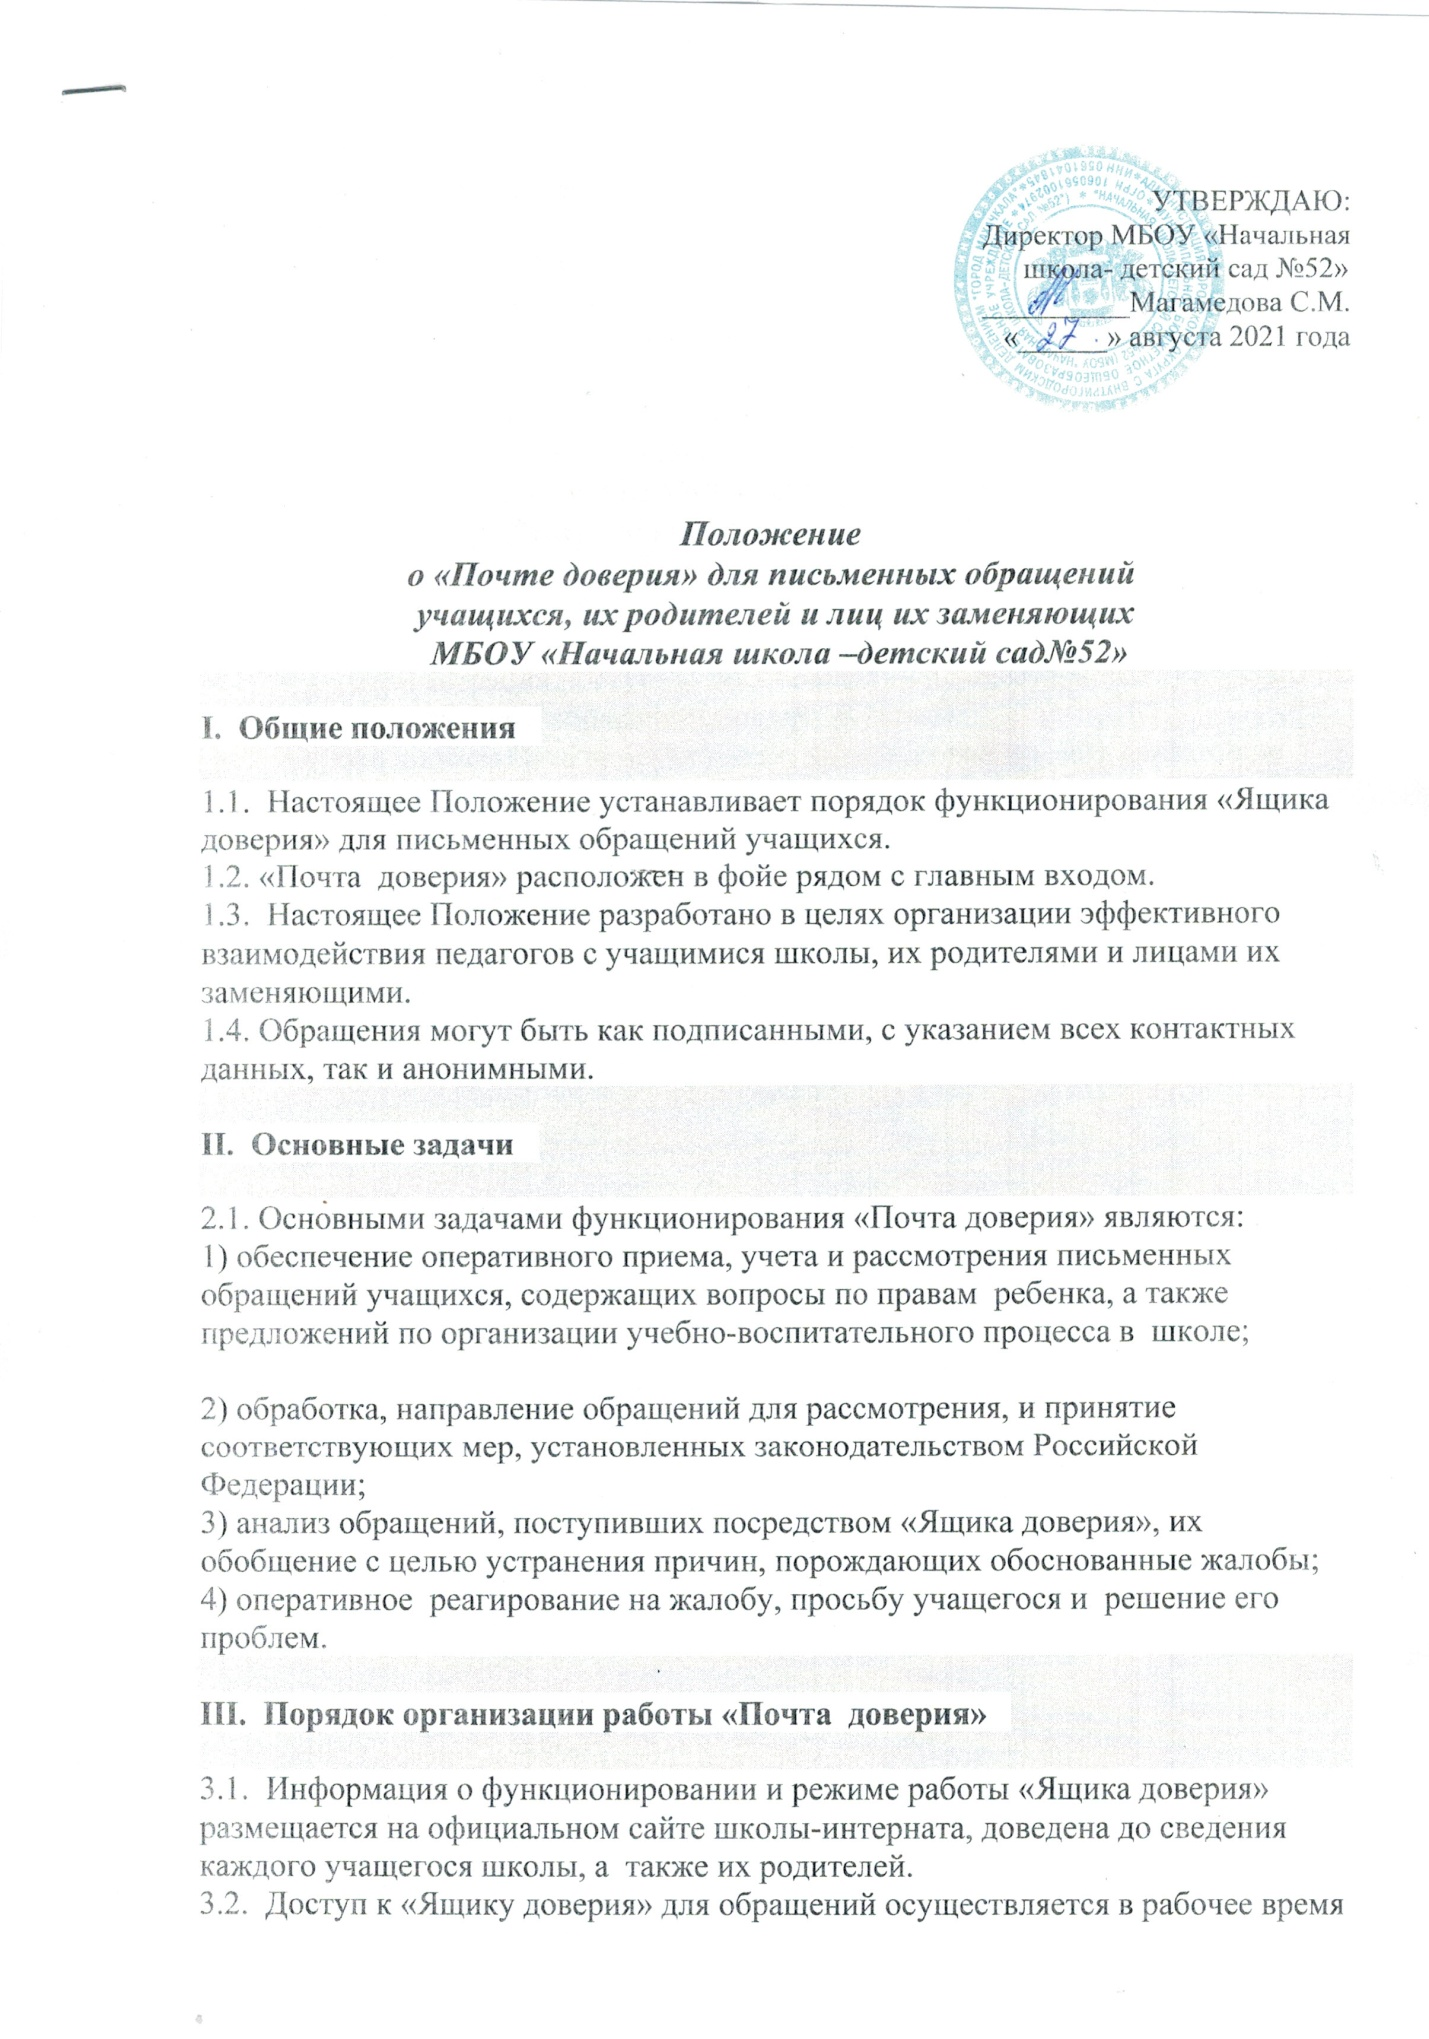 УТВЕРЖДАЮ:
Директор МБОУ «Начальная
школа- детский сад №52»
__________Магамедова С.М.
«__27__» августа 2021 года
Положение
о «Почте доверия» для письменных обращений
учащихся, их родителей и лиц их заменяющих
МБОУ «Начальная школа –детский сад№52»
I.  Общие положения
1.1.  Настоящее Положение устанавливает порядок функционирования «Ящика
доверия» для письменных обращений учащихся.
1.2. «Почта  доверия» расположен в фойе рядом с главным входом.
1.3.  Настоящее Положение разработано в целях организации эффективного
взаимодействия педагогов с учащимися школы, их родителями и лицами их
заменяющими.
1.4. Обращения могут быть как подписанными, с указанием всех контактных
данных, так и анонимными.
II.  Основные задачи
2.1. Основными задачами функционирования «Почта доверия» являются:
1) обеспечение оперативного приема, учета и рассмотрения письменных
обращений учащихся, содержащих вопросы по правам  ребенка, а также
предложений по организации учебно-воспитательного процесса в  школе;
2) обработка, направление обращений для рассмотрения, и принятие
соответствующих мер, установленных законодательством Российской
Федерации;
3) анализ обращений, поступивших посредством «Ящика доверия», их
обобщение с целью устранения причин, порождающих обоснованные жалобы;
4) оперативное  реагирование на жалобу, просьбу учащегося и  решение его
проблем.
III.  Порядок организации работы «Почта  доверия»
3.1.  Информация о функционировании и режиме работы «Ящика доверия»
размещается на официальном сайте школы-интерната, доведена до сведения
каждого учащегося школы, а  также их родителей.
3.2.  Доступ к «Ящику доверия» для обращений осуществляется в рабочее время